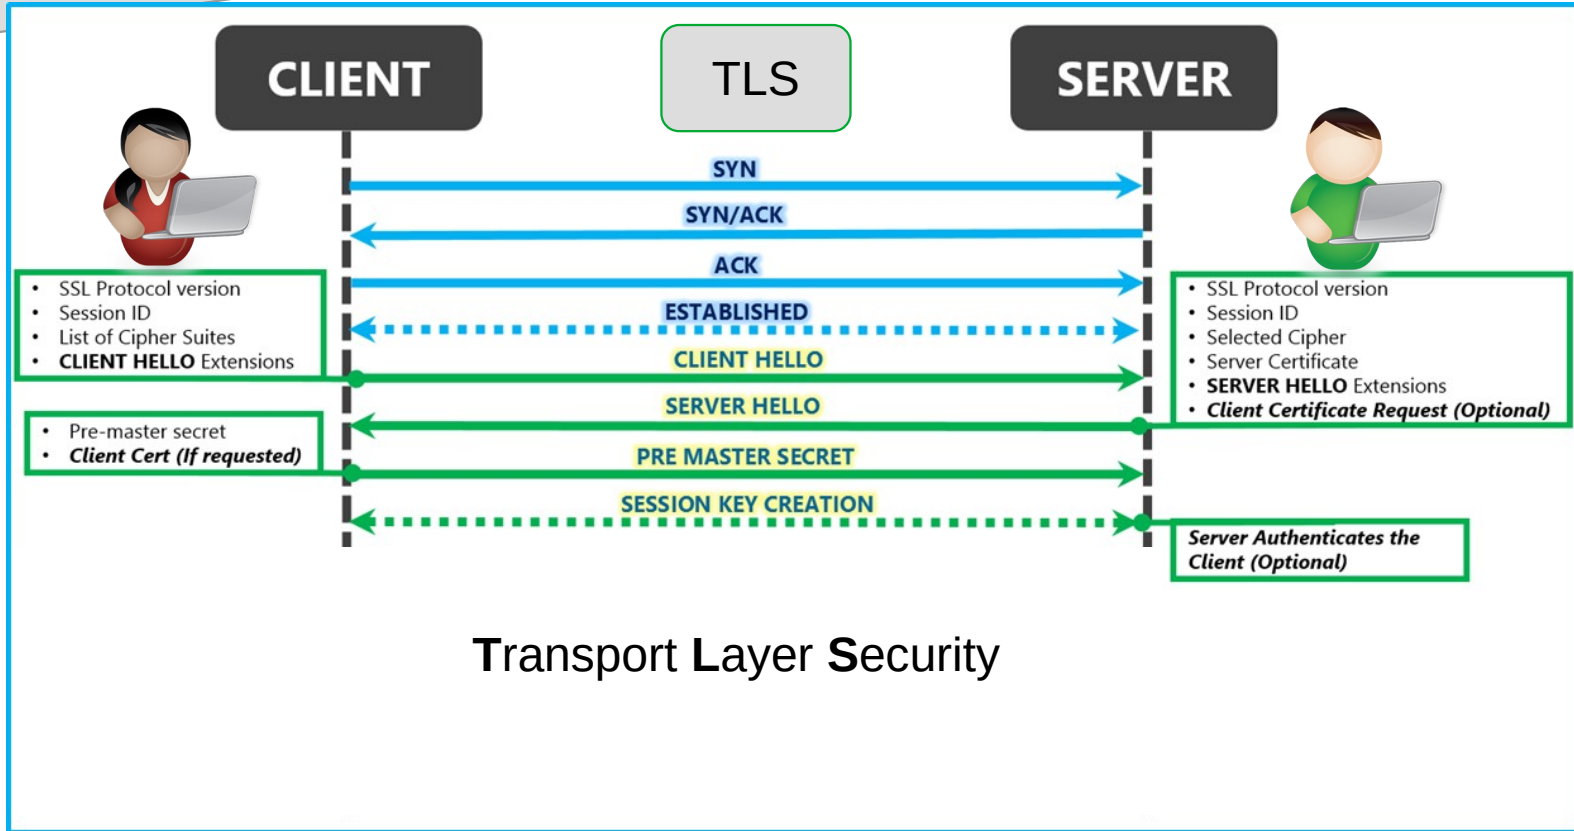 CLIENT
TLS
SERVER
SYN
SYN/ACK
ACK
ESTABLISHED
CLIENT HELLO
SERVER HELLO
PRE MASTER SECRET
SESSION KEY CREATION
• SSL Protocol version
• Session ID
• List of Cipher Suites
• CLIENT HELLO Extensions
• Pre-master secret
• Client Cert (If requested)
• SSL Protocol version
• Session ID
• Selected Cipher
• Server Certificate
• SERVER HELLO Extensions
• Client Certificate Request (Optional)
Server Authenticates the
Client (Optional)
Transport Layer Security